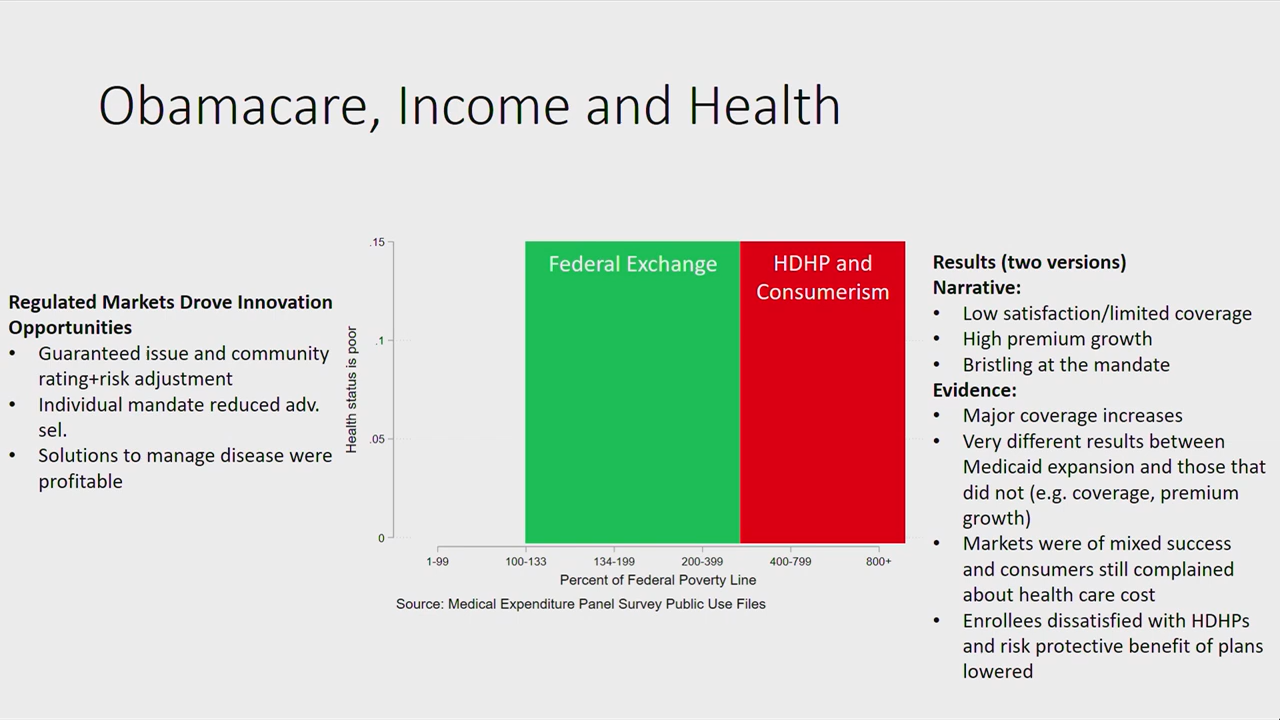 Obamacare, Income and Health
Regulated Markets Drove Innovation
Opportunities
• Guaranteed issue and community
rating+risk adjustment
• Individual mandate reduced adv.
sel.
• Solutions to manage disease were
profitable
Health status is poor
.15
.1
.05
0
Federal Exchange
HDHP and
Consumerism
1-99 100-133 134-199 200-399 400-799 800+
Percent of Federal Poverty Line
Source: Medical Expenditure Panel Survey Public Use Files
Results (two versions)
Narrative:
• Low satisfaction/limited coverage
• High premium growth
• Bristling at the mandate
Evidence:
• Major coverage increases
• Very different results between
Medicaid expansion and those that
did not (e.g. coverage, premium
growth)
• Markets were of mixed success
and consumers still complained
about health care cost
• Enrollees dissatisfied with HDHPs
and risk protective benefit of plans
lowered